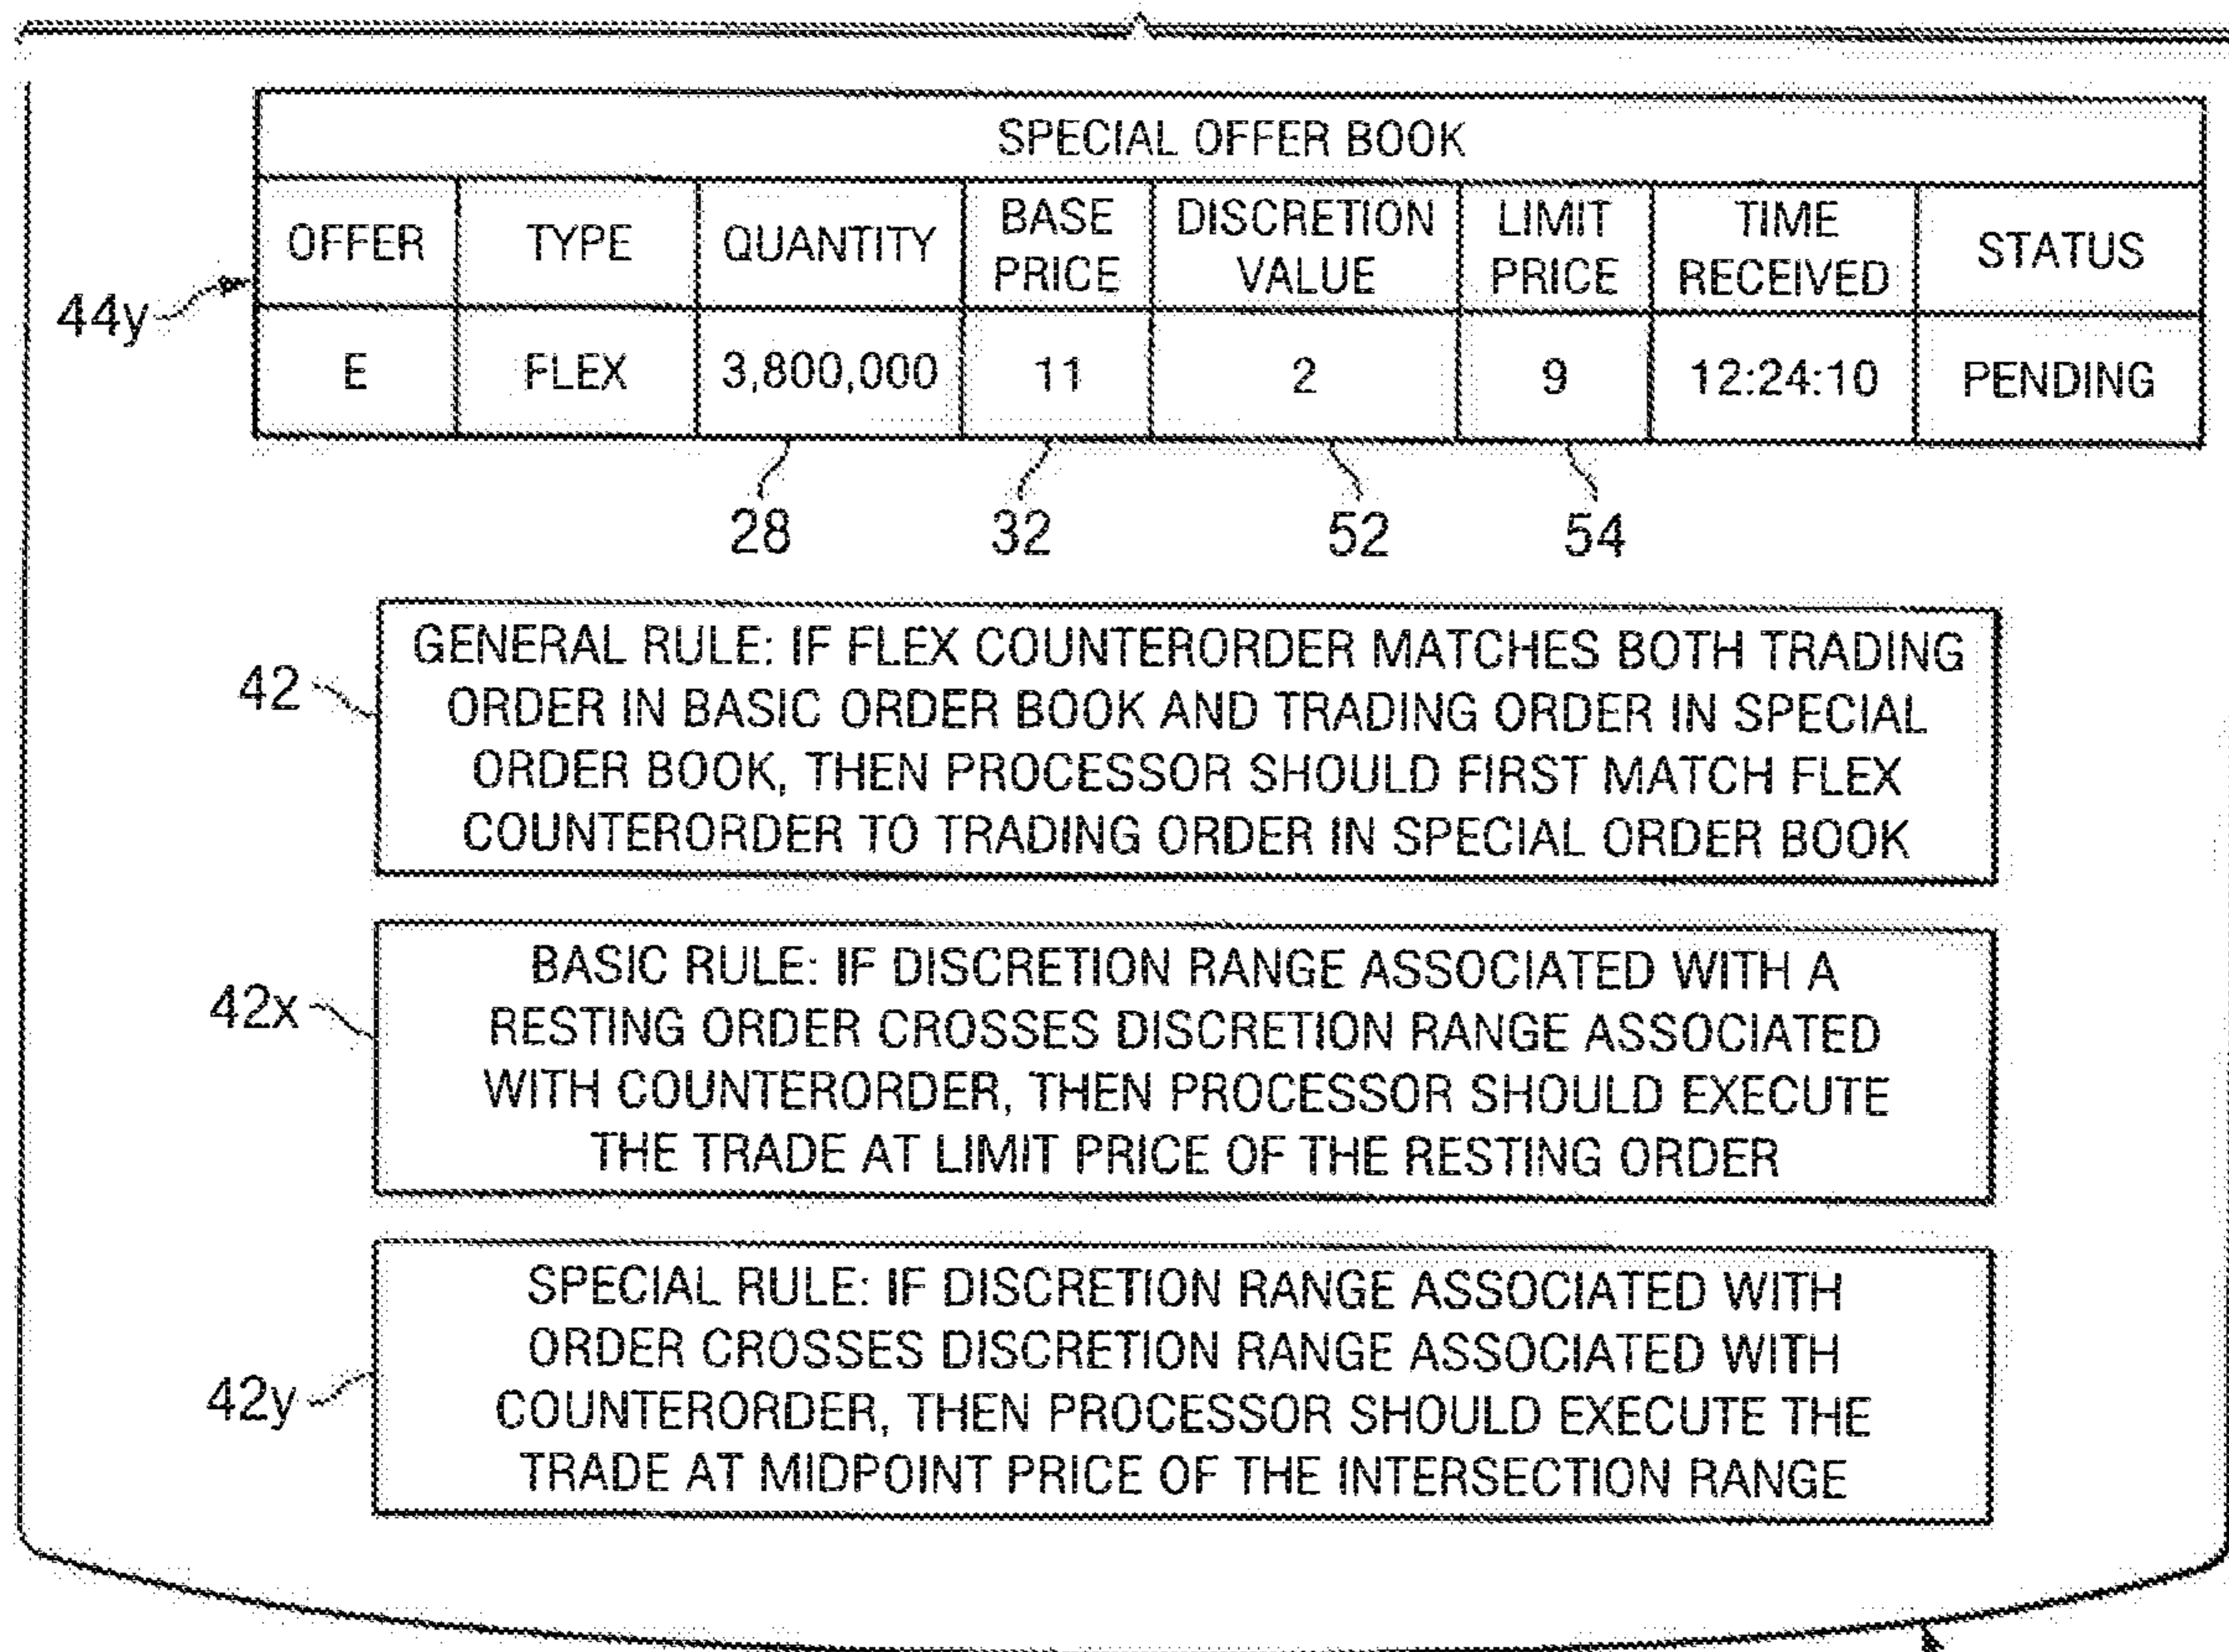 SPECIAL OFFER BOOK
OFFER TYPE QUANTITY BASE PRICE DISCRETION VALUE LIMIT PRICE TIME RECEIVED STATUS
44y
E FLEX 3,800,000 11 2 9 12:24:10 PENDING
28 32 52 54
42
GENERAL RULE: IF FLEX COUNTERORDER MATCHES BOTH TRADING
ORDER IN BASIC ORDER BOOK AND TRADING ORDER IN SPECIAL
ORDER BOOK, THEN PROCESSOR SHOULD FIRST MATCH FLEX
COUNTERORDER TO TRADING ORDER IN SPECIAL ORDER BOOK
42x
BASIC RULE: IF DISCRETION RANGE ASSOCIATED WITH A
RESTING ORDER CROSSES DISCRETION RANGE ASSOCIATED
WITH COUNTERORDER, THEN PROCESSOR SHOULD EXECUTE
THE TRADE AT LIMIT PRICE OF THE RESTING ORDER
42y
SPECIAL RULE: IF DISCRETION RANGE ASSOCIATED WITH
ORDER CROSSES DISCRETION RANGE ASSOCIATED WITH
COUNTERORDER, THEN PROCESSOR SHOULD EXECUTE THE
TRADE AT MIDPOINT PRICE OF THE INTERSECTION RANGE